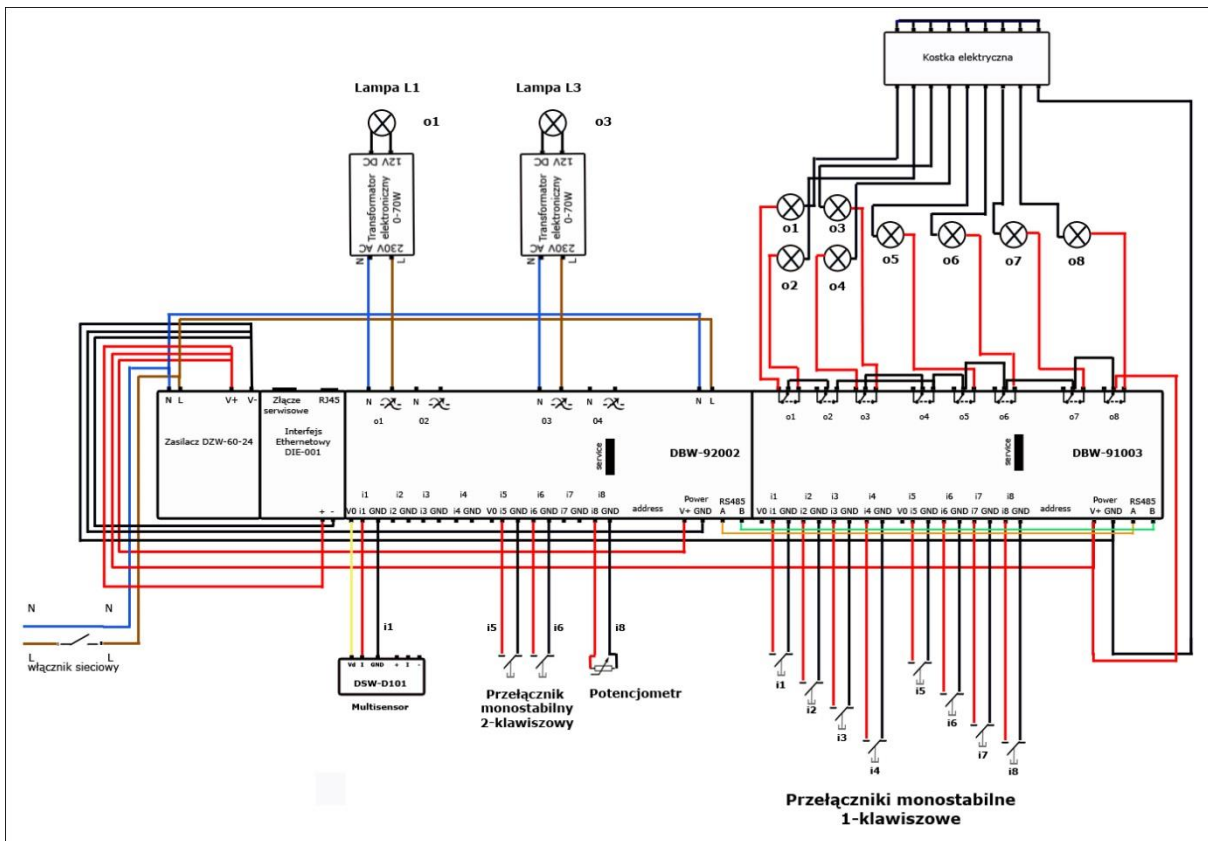 Kostka elektryczna
Lampa L1
Lampa L3
o1
o3
12V DC
Transformator
elektroniczny
0-70W
230V AC
N
L
12V DC
Transformator
elektroniczny
0-70W
230V AC
N
L
o1
o3
o2
o4
o5
o6
o7
o8
N L
V+ V-
Złącze
serwisowe
RJ45
Zasilacz DZW-60-24
Interfejs
Ethernetowy
DIE-001
+ -
N
o1
N
02
N
03
N
04
N L
service
DBW-92002
i1 i2 i3 i4 i5 i6 i7 i8
address
Power
RS485
V0 i1 GND i2 GND i3 GND i4 GND V0 i5 GND i6 GND i7 GND i8 GND
V+ GND A B
o1 o2 o3 o4 o5 o6 o7 o8
service
DBW-91003
i1 i2 i3 i4 i5 i6 i7 i8
address
Power
RS485
V0 i1 GND i2 GND i3 GND i4 GND V0 i5 GND i6 GND i7 GND i8 GND
V+ GND A B
N N
L L
włącznik sieciowy
i1
Vd I GND + I -
DSW-D101
Multisensor
i5
i6
Przełącznik
monostabilny
2-klawiszowy
i8
Potencjometr
i1
i2
i3
i4
i5
i6
i7
i8
Przełączniki monostabilne
1-klawiszowe